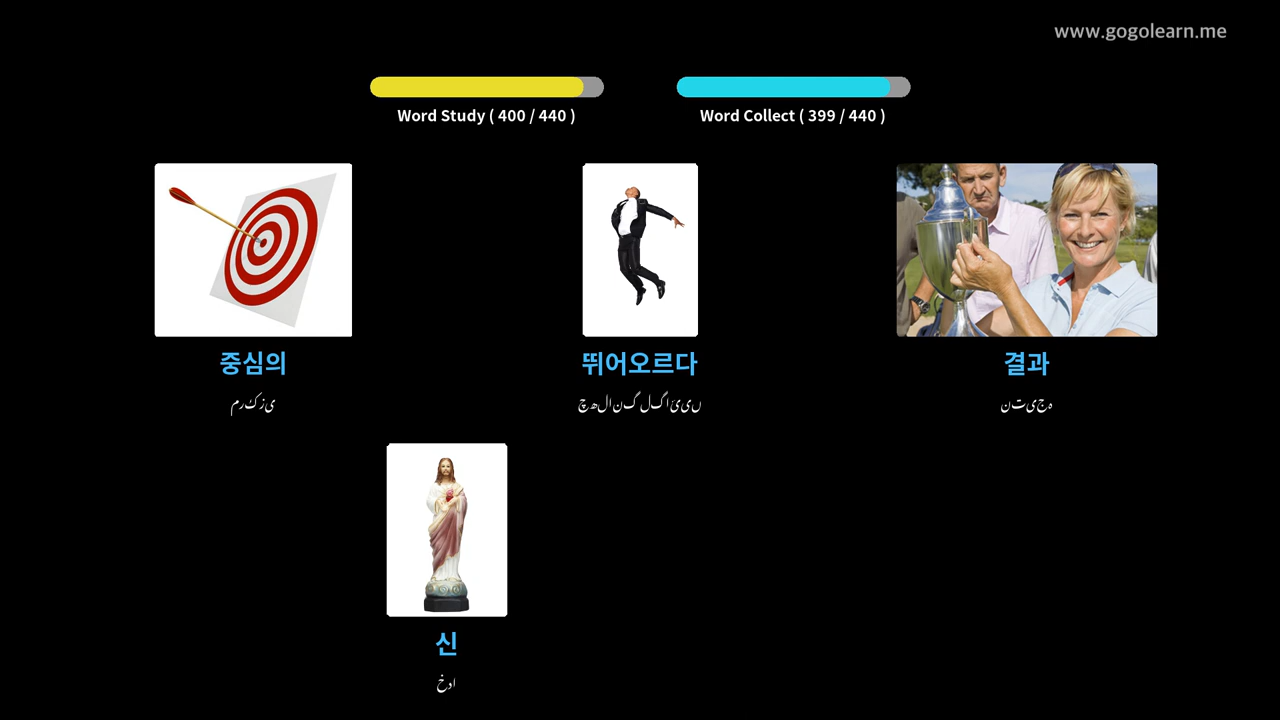 www.gogolearn.me
Word Study ( 400 / 440 )
Word Collect ( 399 / 440 )
중심의
뛰어오르다
결과
مرکزی
چھلانگ لگائیں
نتیجہ
신
خدا